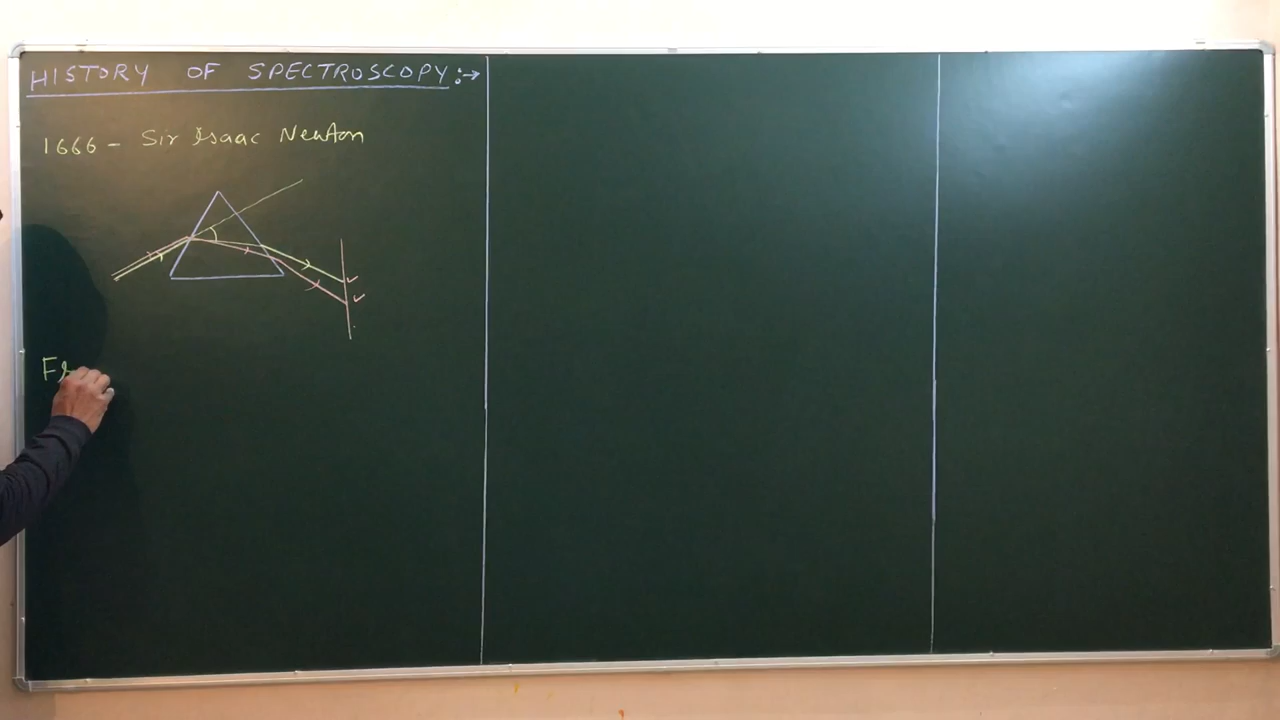 HISTORY OF SPECTROSCOPY :→
1666 - Sir Isaac Newton